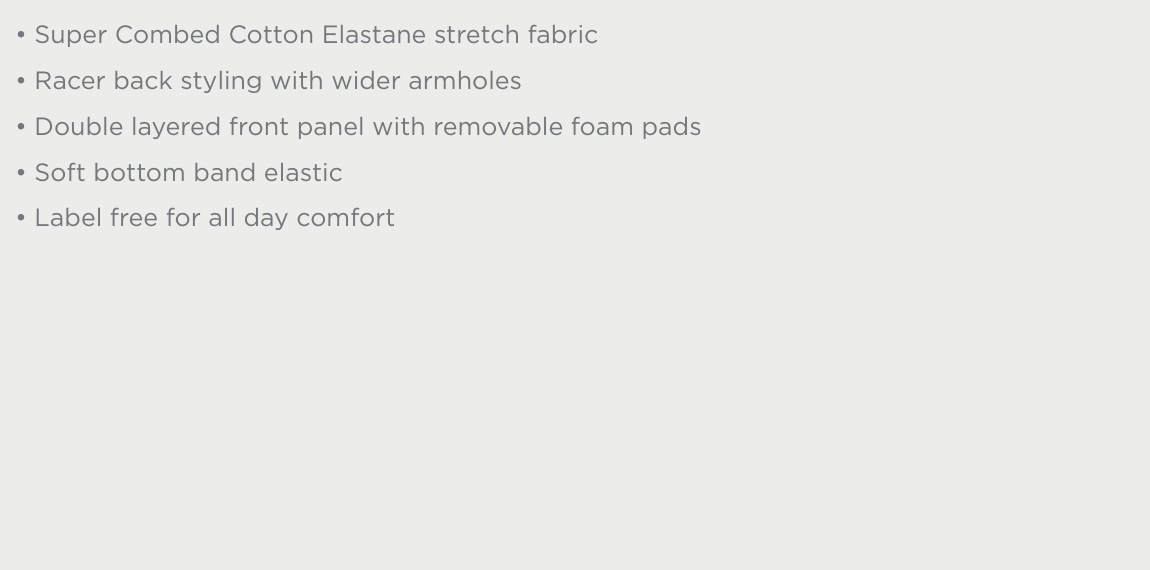 • Super Combed Cotton Elastane stretch fabric
• Racer back styling with wider armholes
• Double layered front panel with removable foam pads
• Soft bottom band elastic
• Label free for all day comfort